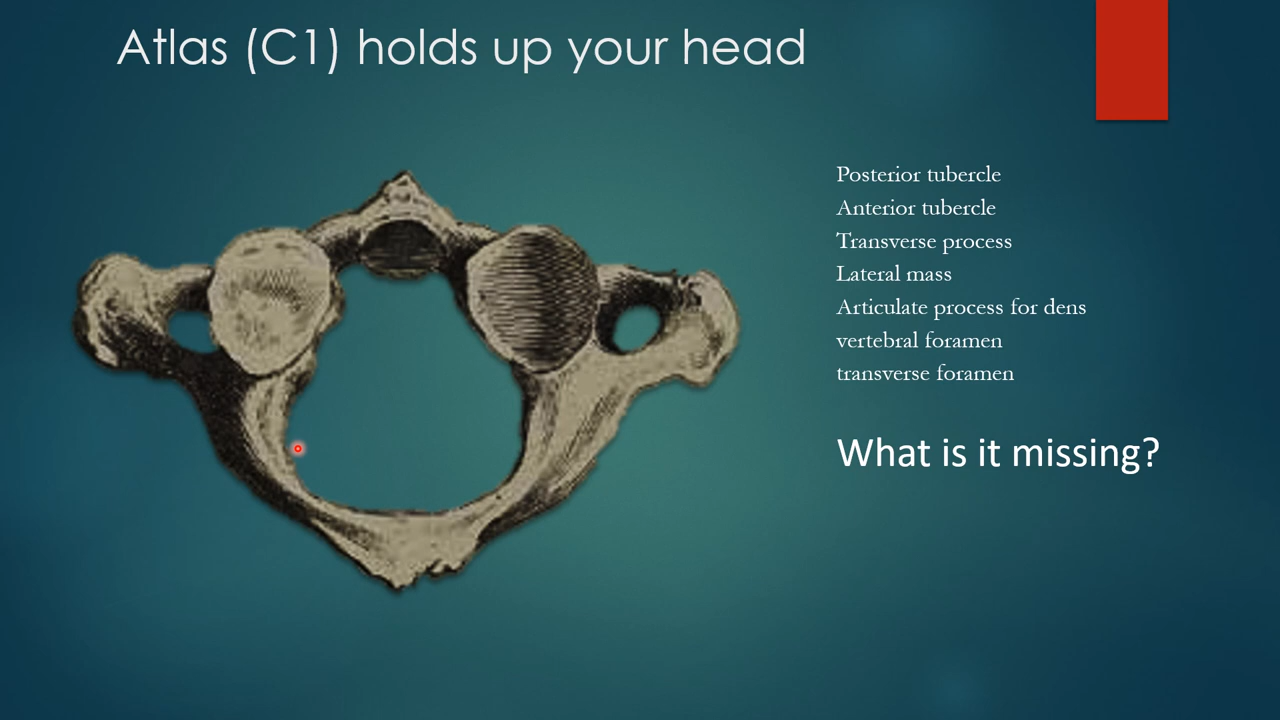 Atlas (C1) holds up your head
Posterior tubercle
Anterior tubercle
Transverse process
Lateral mass
Articulate process for dens
vertebral foramen
transverse foramen
What is it missing?